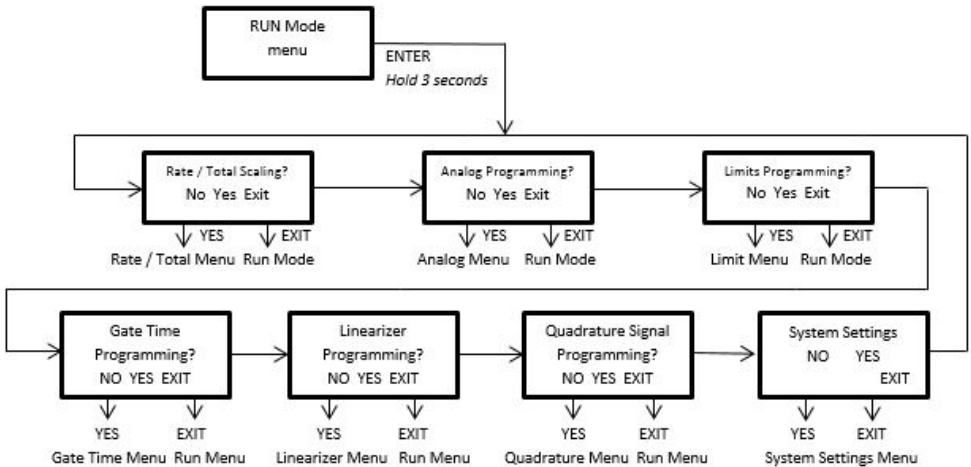 RUN Mode
menu
ENTER
Hold 3 seconds
Rate / Total Scaling?
No Yes Exit
Analog Programming?
No Yes Exit
Limits Programming?
No Yes Exit
YES EXIT
Rate / Total Menu Run Mode
YES EXIT
Analog Menu Run Mode
YES EXIT
Limit Menu Run Mode
Gate Time
Programming?
NO YES EXIT
Linearizer
Programming?
NO YES EXIT
Quadrature Signal
Programming?
NO YES EXIT
System Settings
NO YES
EXIT
YES EXIT
Gate Time Menu Run Menu
YES EXIT
Linearizer Menu Run Menu
YES EXIT
Quadrature Menu Run Menu
YES EXIT
System Settings Menu